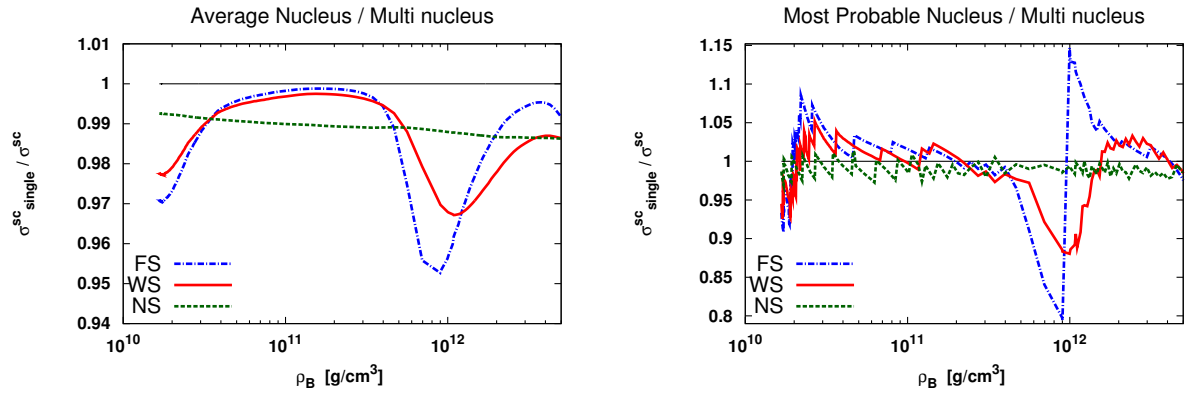 Average Nucleus / Multi nucleus
1.01
1
0.99
0.98
0.97
0.96
0.95
0.94
σ^sc_single / σ^sc
FS
WS
NS
10^10
10^11
10^12
ρ_B [g/cm^3]
Most Probable Nucleus / Multi nucleus
1.15
1.1
1.05
1
0.95
0.9
0.85
0.8
σ^sc_single / σ^sc
FS
WS
NS
10^10
10^11
10^12
ρ_B [g/cm^3]